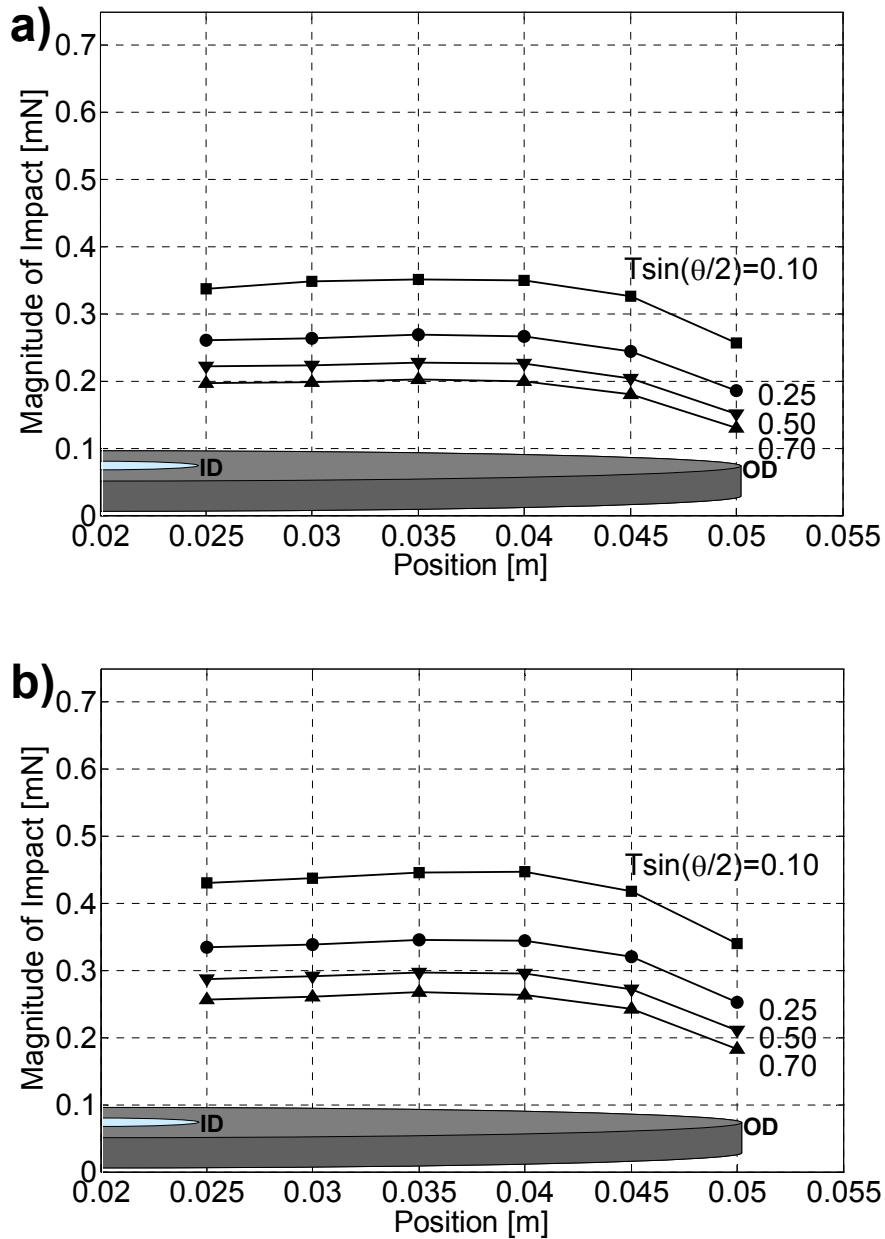 a)
0.7
0.6
0.5
0.4
0.3
0.2
0.1
0
Magnitude of Impact [mN]
Tsin(θ/2)=0.10
0.25
0.50
0.70
ID
OD
0.02 0.025 0.03 0.035 0.04 0.045 0.05 0.055
Position [m]
b)
0.7
0.6
0.5
0.4
0.3
0.2
0.1
0
Magnitude of Impact [mN]
Tsin(θ/2)=0.10
0.25
0.50
0.70
ID
OD
0.02 0.025 0.03 0.035 0.04 0.045 0.05 0.055
Position [m]